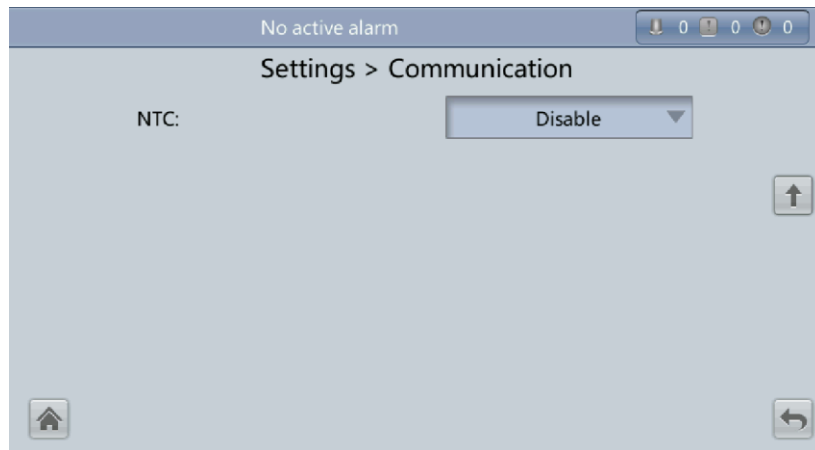 No active alarm 0 0 0
Settings > Communication
NTC: Disable